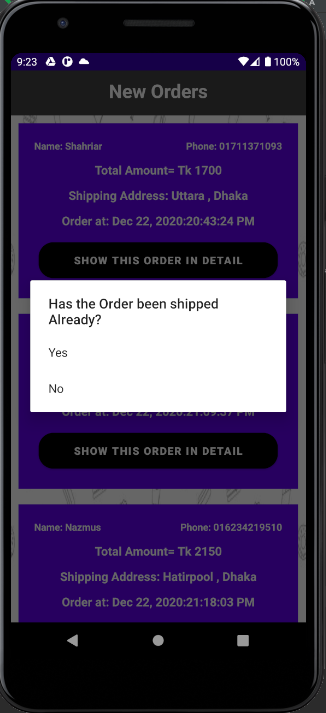 9:23
100%
New Orders
Name: Shahriar Phone: 01711371093
Total Amount= Tk 1700
Shipping Address: Uttara , Dhaka
Order at: Dec 22, 2020:20:43:24 PM
SHOW THIS ORDER IN DETAIL
Has the Order been shipped
Already?
Yes
No
Order at: Dec 22, 2020:21:09:37 PM
SHOW THIS ORDER IN DETAIL
Name: Nazmus Phone: 016234219510
Total Amount= Tk 2150
Shipping Address: Hatirpool , Dhaka
Order at: Dec 22, 2020:21:18:03 PM